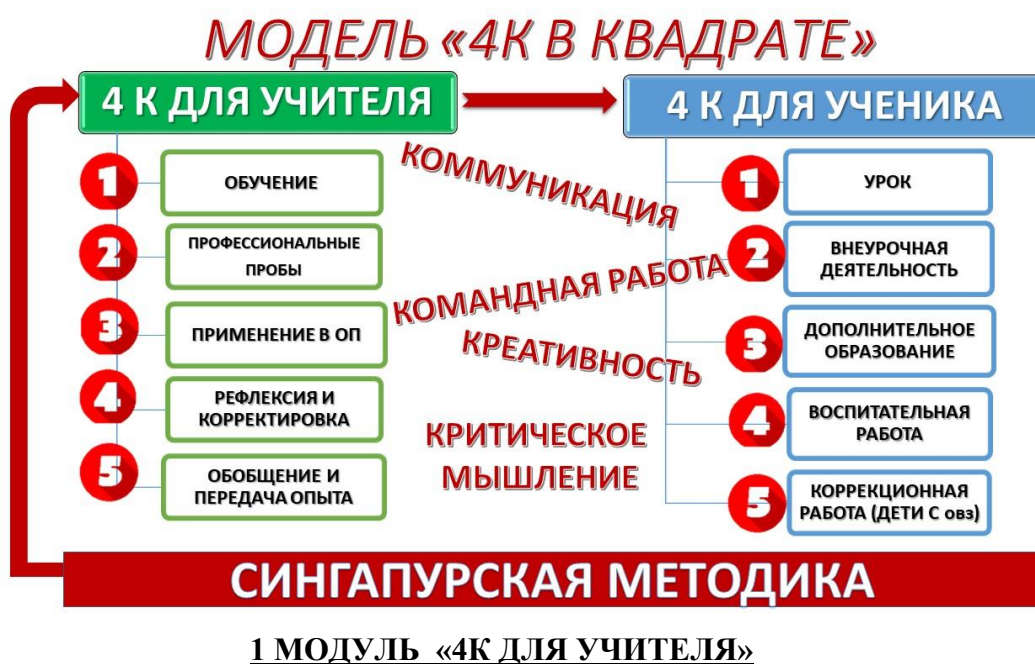 МОДЕЛЬ «4К В КВАДРАТЕ»
4 К ДЛЯ УЧИТЕЛЯ
1
ОБУЧЕНИЕ
2
ПРОФЕССИОНАЛЬНЫЕ
ПРОБЫ
3
ПРИМЕНЕНИЕ В ОП
4
РЕФЛЕКСИЯ И
КОРРЕКТИРОВКА
5
ОБОБЩЕНИЕ И
ПЕРЕДАЧА ОПЫТА
КОММУНИКАЦИЯ
КОМАНДНАЯ РАБОТА
КРЕАТИВНОСТЬ
КРИТИЧЕСКОЕ
МЫШЛЕНИЕ
4 К ДЛЯ УЧЕНИКА
1
УРОК
2
ВНЕУРОЧНАЯ
ДЕЯТЕЛЬНОСТЬ
3
ДОПОЛНИТЕЛЬНОЕ
ОБРАЗОВАНИЕ
4
ВОСПИТАТЕЛЬНАЯ
РАБОТА
5
КОРРЕКЦИОННАЯ
РАБОТА (ДЕТИ С овз)
СИНГАПУРСКАЯ МЕТОДИКА
1 МОДУЛЬ «4К ДЛЯ УЧИТЕЛЯ»